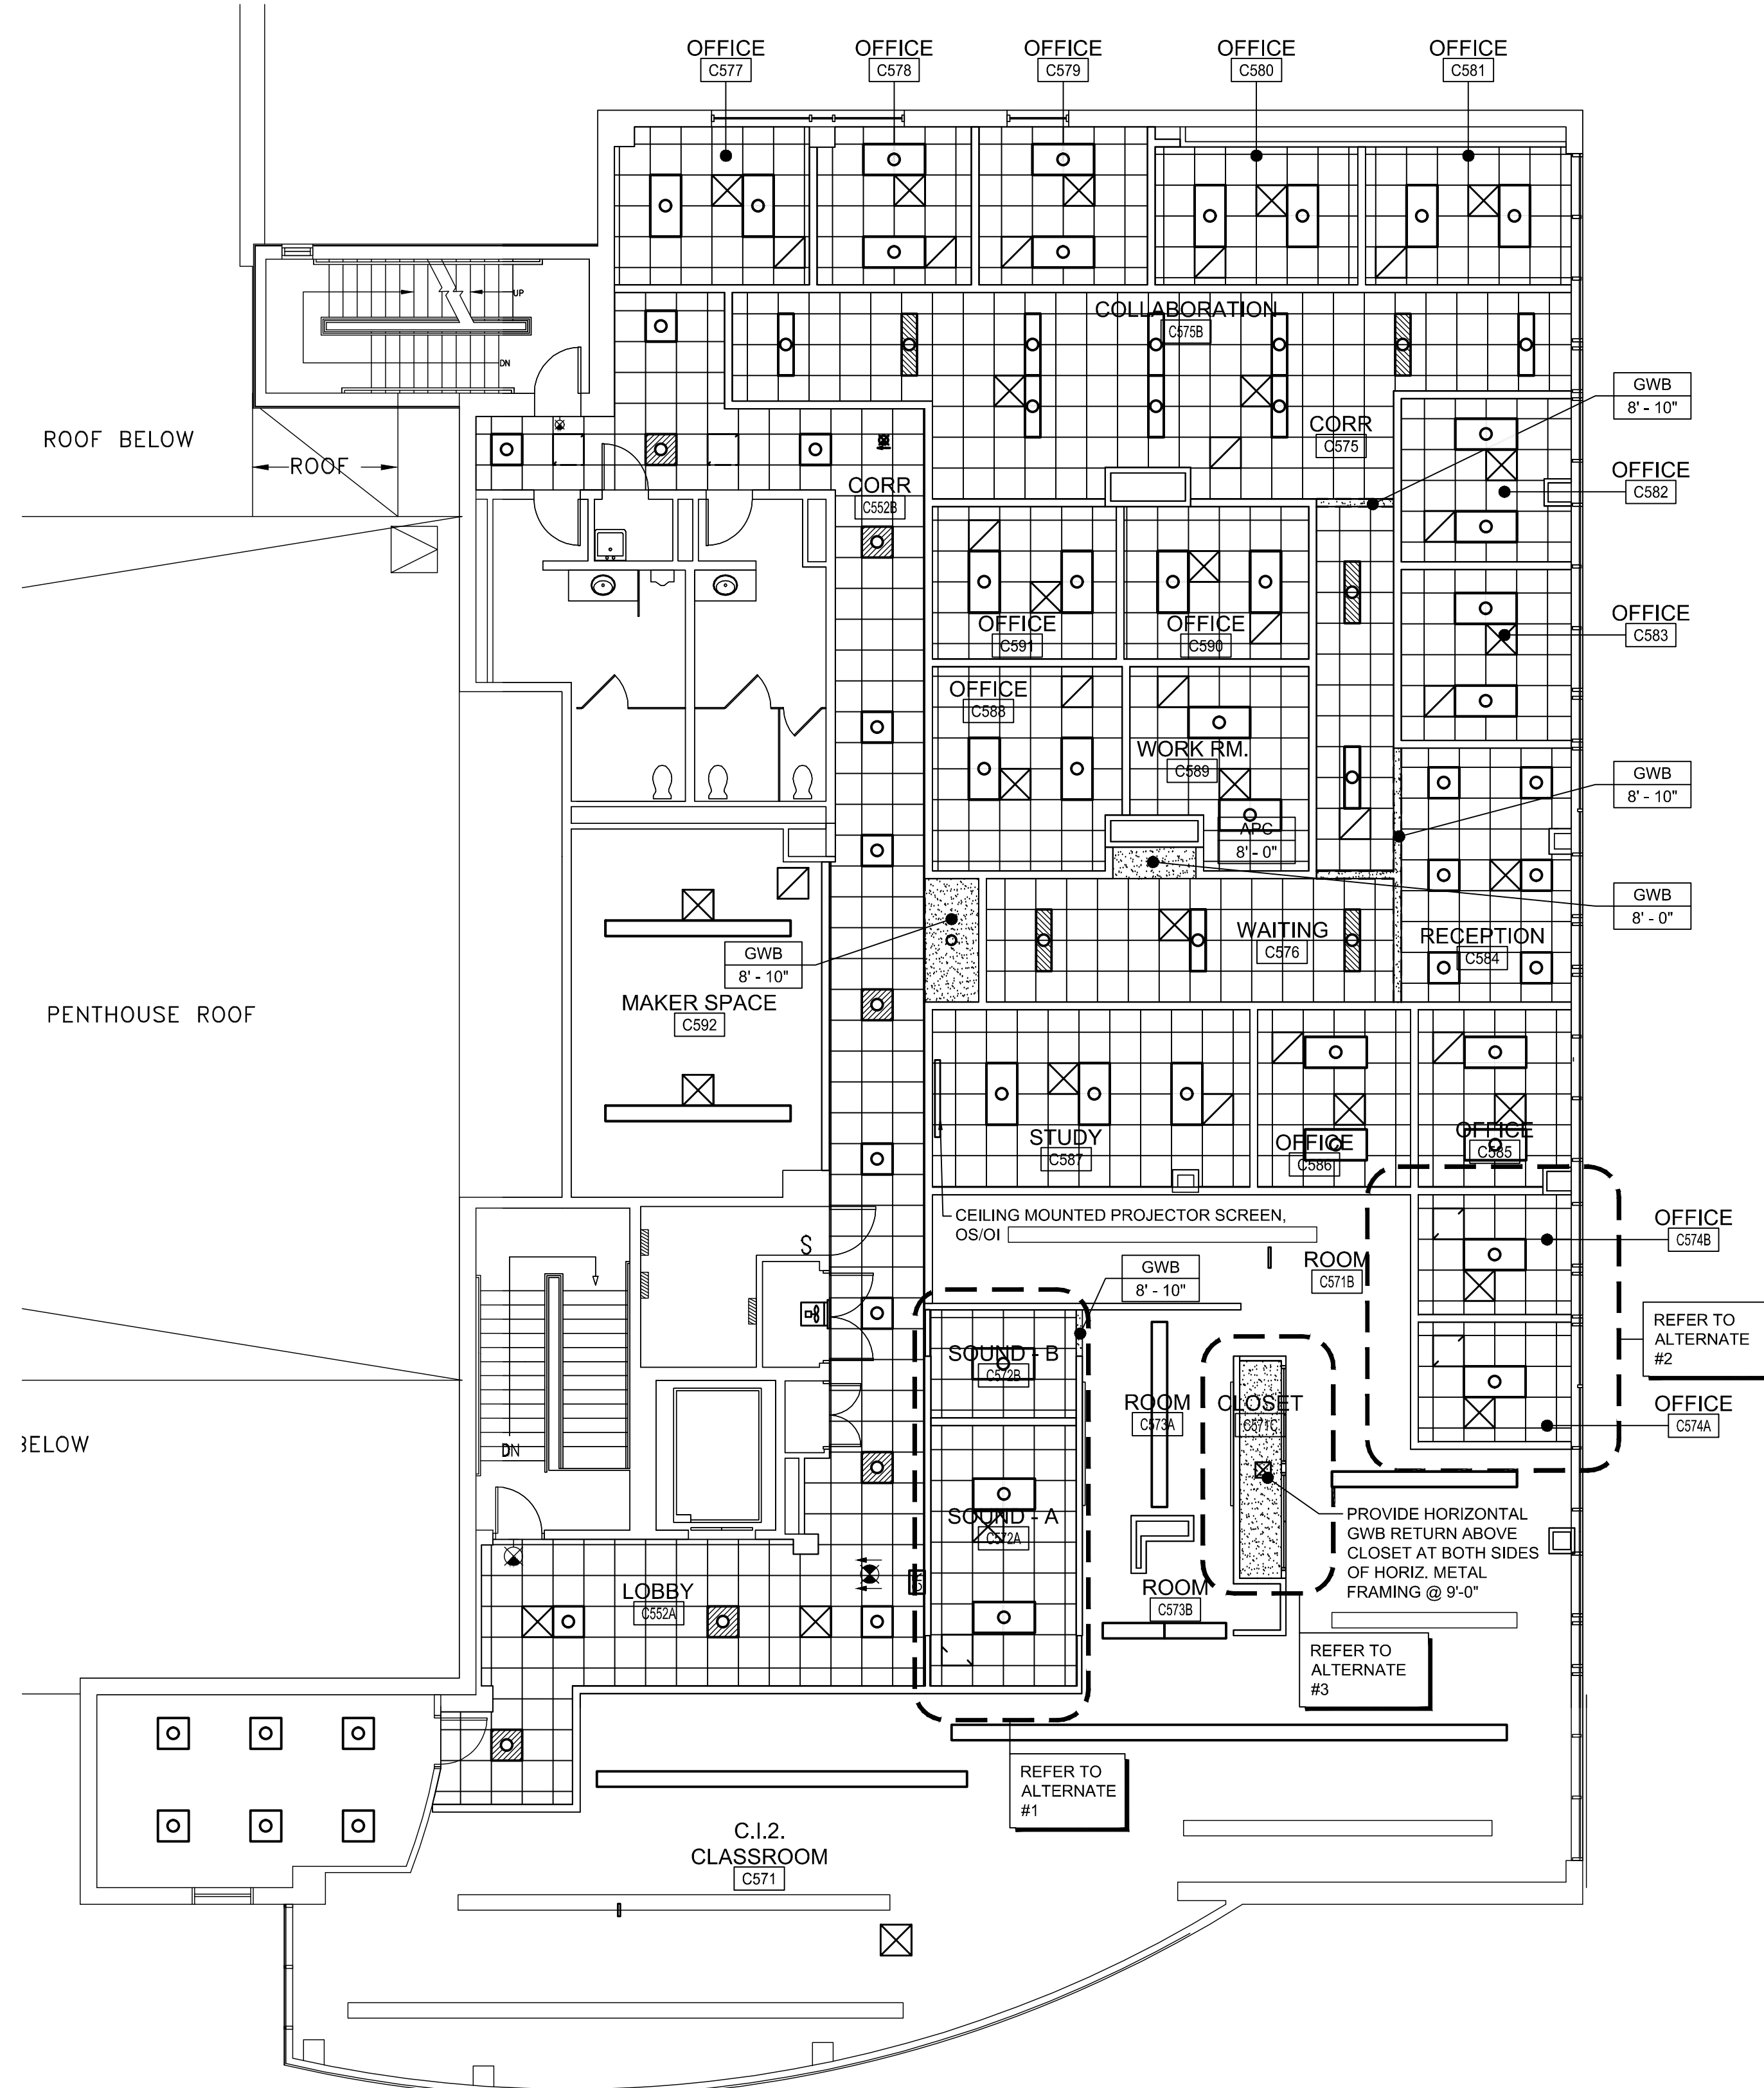 OFFICE
C577
OFFICE
C578
OFFICE
C579
OFFICE
C580
OFFICE
C581
UP
DN
COLLABORATION
C575B
GWB
8' - 10"
ROOF BELOW
ROOF
CORR
C575
CORR
C552B
OFFICE
C582
OFFICE
C591
OFFICE
C590
OFFICE
C583
OFFICE
C588
WORK RM.
C589
GWB
8' - 10"
APC
8' - 0"
GWB
8' - 0"
WAITING
C576
RECEPTION
C584
GWB
8' - 10"
MAKER SPACE
C592
PENTHOUSE ROOF
STUDY
C587
OFFICE
C586
OFFICE
C585
CEILING MOUNTED PROJECTOR SCREEN,
OS/OI
S
ROOM
C571B
OFFICE
C574B
GWB
8' - 10"
REFER TO
ALTERNATE
#2
SOUND - B
C572B
ROOM
C573A
CLOSET
C571C
OFFICE
C574A
BELOW
DN
SOUND - A
C572A
PROVIDE HORIZONTAL
GWB RETURN ABOVE
CLOSET AT BOTH SIDES
OF HORIZ. METAL
FRAMING @ 9'-0"
LOBBY
C552A
ROOM
C573B
REFER TO
ALTERNATE
#3
REFER TO
ALTERNATE
#1
C.I.2.
CLASSROOM
C571